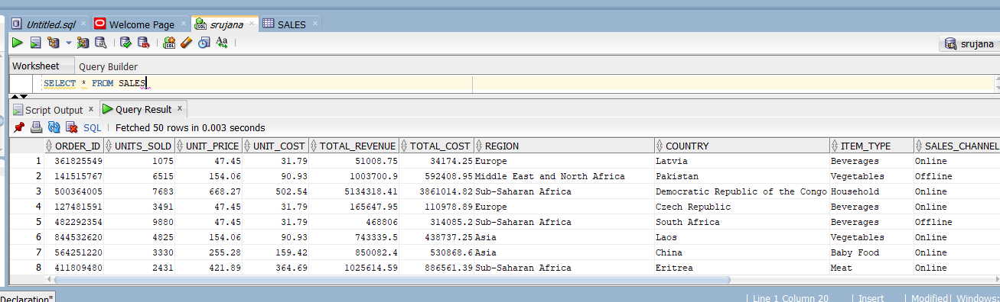 Untitled.sql × Welcome Page × srujana × SALES ×
srujana
Worksheet Query Builder
SELECT * FROM SALES
Script Output × Query Result ×
SQL | Fetched 50 rows in 0.003 seconds
ORDER_ID UNITS_SOLD UNIT_PRICE UNIT_COST TOTAL_REVENUE TOTAL_COST REGION COUNTRY ITEM_TYPE SALES_CHANNEL
1 361825549 1075 47.45 31.79 51008.75 34174.25 Europe Latvia Beverages Online
2 141515767 6515 154.06 90.93 1003700.9 592408.95 Middle East and North Africa Pakistan Vegetables Offline
3 500364005 7683 668.27 502.54 5134318.41 3861014.82 Sub-Saharan Africa Democratic Republic of the Congo Household Online
4 127481591 3491 47.45 31.79 165647.95 110978.89 Europe Czech Republic Beverages Online
5 482292354 9880 47.45 31.79 468806 314085.2 Sub-Saharan Africa South Africa Beverages Offline
6 844532620 4825 154.06 90.93 743339.5 438737.25 Asia Laos Vegetables Online
7 564251220 3330 255.28 159.42 850082.4 530868.6 Asia China Baby Food Online
8 411809480 2431 421.89 364.69 1025614.59 886561.39 Sub-Saharan Africa Eritrea Meat Online
Declaration"
| Line 1 Column 20 | Insert | Modified | Windows: